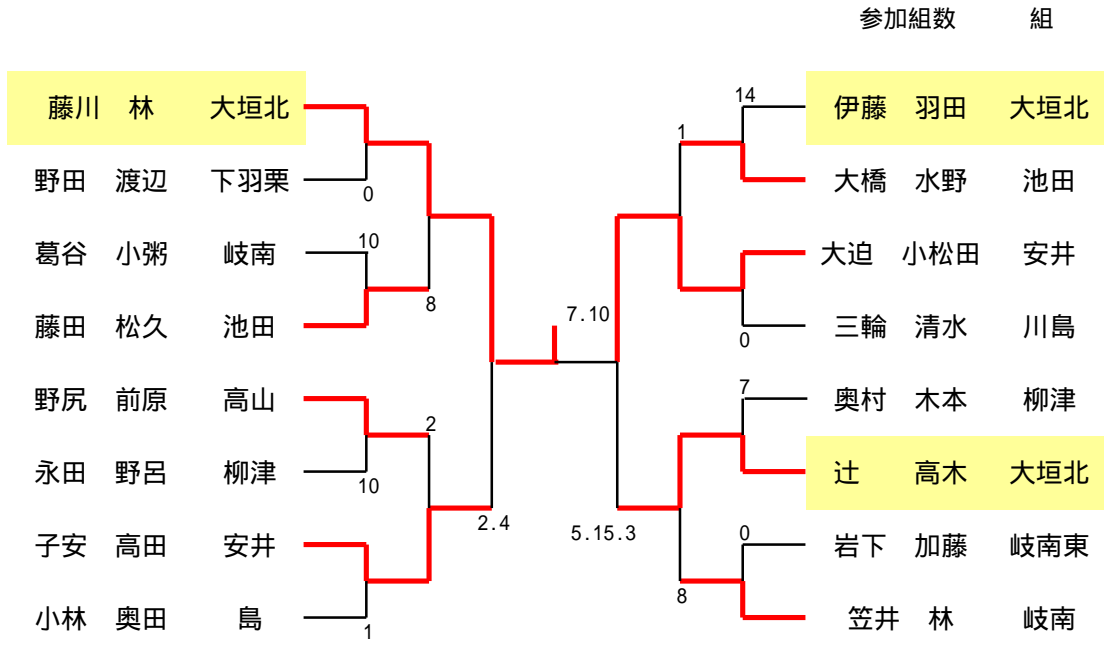 参加組数 組
藤川 林 大垣北 14 伊藤 羽田 大垣北
1
野田 渡辺 下羽栗 0 大橋 水野 池田
葛谷 小粥 岐南 10 大迫 小松田 安井
8 7.10
藤田 松久 池田 0 三輪 清水 川島
野尻 前原 高山 7 奥村 木本 柳津
2
永田 野呂 柳津 10 辻 高木 大垣北
2.4 5.15.3
子安 高田 安井 0 岩下 加藤 岐南東
8
小林 奥田 島 1 笠井 林 岐南